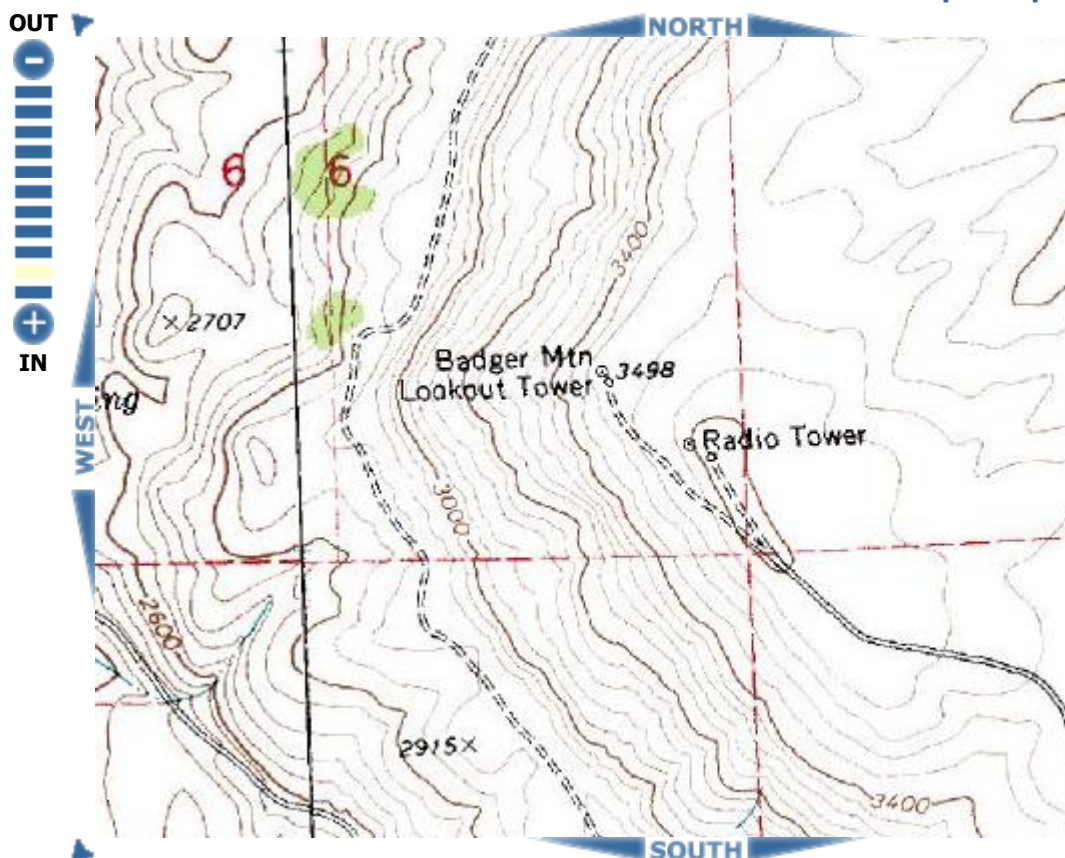 OUT
NORTH
6 6
3400
2707
Badger Mtn
Lookout Tower
3498
ing
Radio Tower
WEST
IN
3000
2600
2915
3400
SOUTH